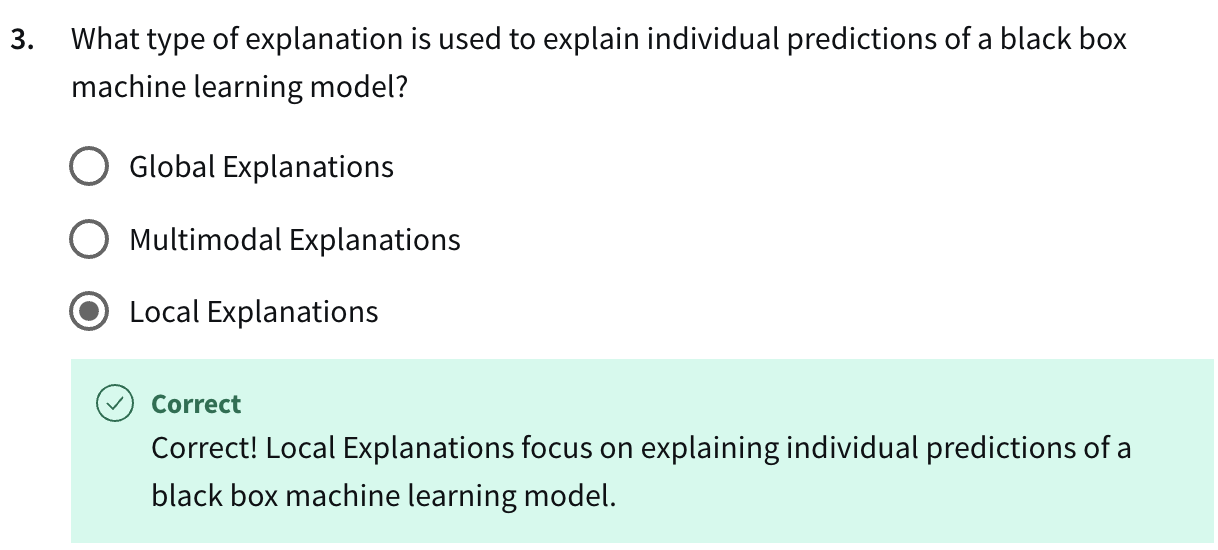 3. What type of explanation is used to explain individual predictions of a black box
machine learning model?
Global Explanations
Multimodal Explanations
Local Explanations
Correct
Correct! Local Explanations focus on explaining individual predictions of a
black box machine learning model.